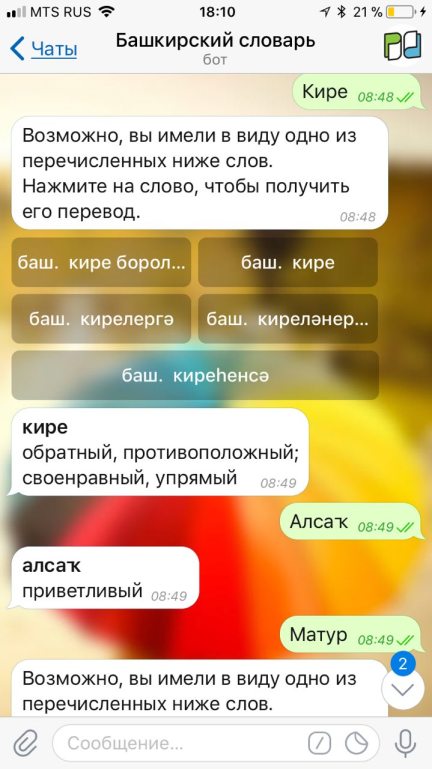 MTS RUS 18:10 21 %
Чаты Башкирский словарь
бот
Кире 08:48
Возможно, вы имели в виду одно из
перечисленных ниже слов.
Нажмите на слово, чтобы получить
его перевод. 08:48
баш. кире борол... баш. кире
баш. кирелергә баш. киреләнер...
баш. киреһенсә
кире
обратный, противоположный;
своенравный, упрямый 08:49
Алсаҡ 08:49
алсаҡ
приветливый 08:49
Матур 08:49
2
Возможно, вы имели в виду одно из
перечисленных ниже слов.
Сообщение...